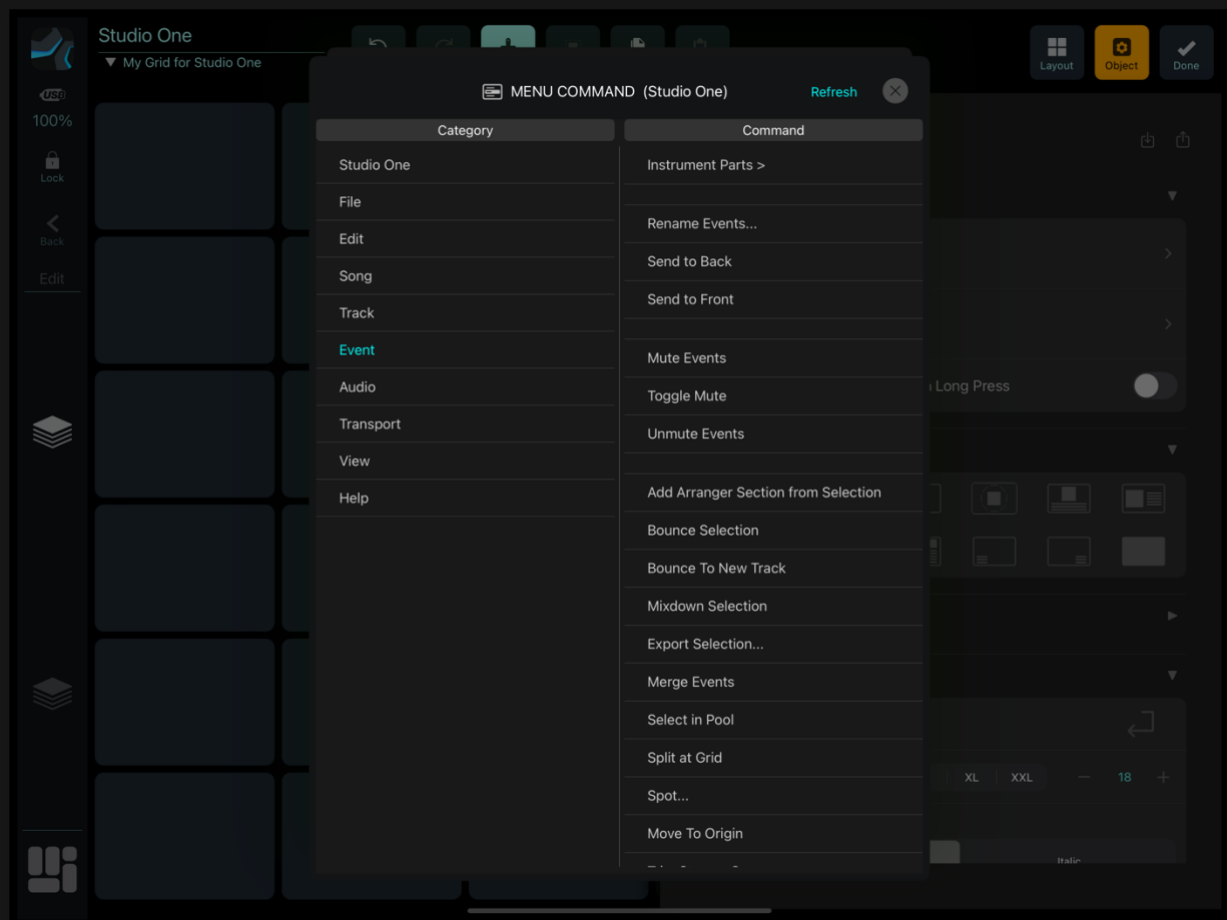 Studio One
▼ My Grid for Studio One
USB
100%
Lock
Back
Edit
Layout
Object
Done
MENU COMMAND (Studio One)
Refresh
Category
Command
Studio One
File
Edit
Song
Track
Event
Audio
Transport
View
Help
Instrument Parts >
Rename Events...
Send to Back
Send to Front
Mute Events
Toggle Mute
Unmute Events
Add Arranger Section from Selection
Bounce Selection
Bounce To New Track
Mixdown Selection
Export Selection...
Merge Events
Select in Pool
Split at Grid
Spot...
Move To Origin
Long Press
XL
XXL
18
Italic